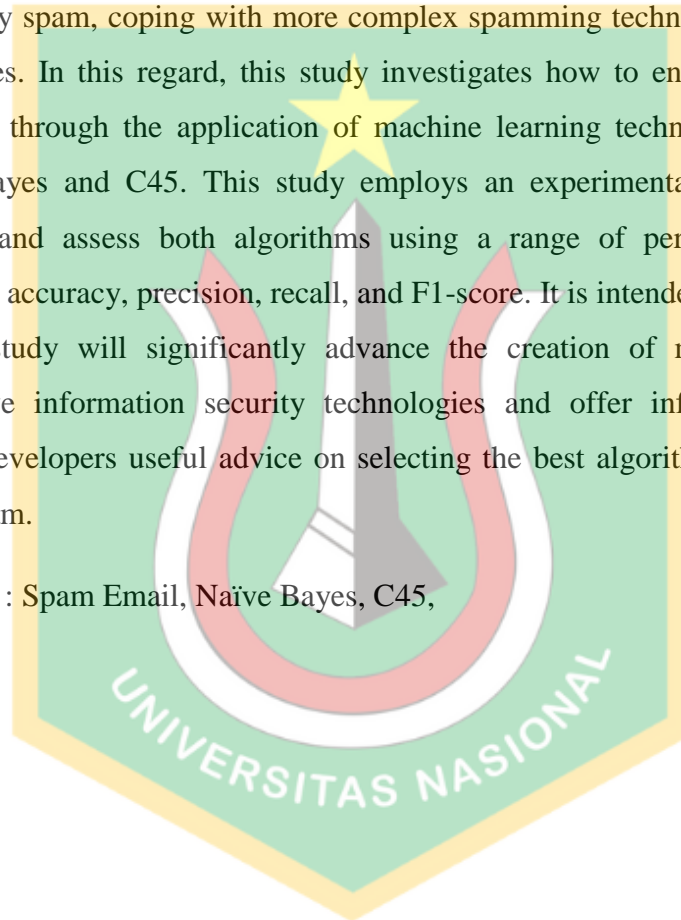 y spam, coping with more complex spamming techn
es. In this regard, this study investigates how to en
through the application of machine learning techn
ayes and C45. This study employs an experimenta
and assess both algorithms using a range of per
accuracy, precision, recall, and F1-score. It is intende
study will significantly advance the creation of
e information security technologies and offer inf
evelopers useful advice on selecting the best algorith
m.
: Spam Email, Naïve Bayes, C45,
UNIVERSITAS NASIONAL